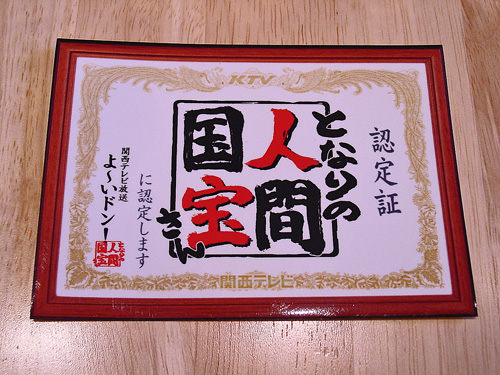 KTV
認定証
となりの
人間
国宝
さん
に認定します
関西テレビ放送
よ〜いドン!
となりの
人間
国宝
さん
関西テレビ